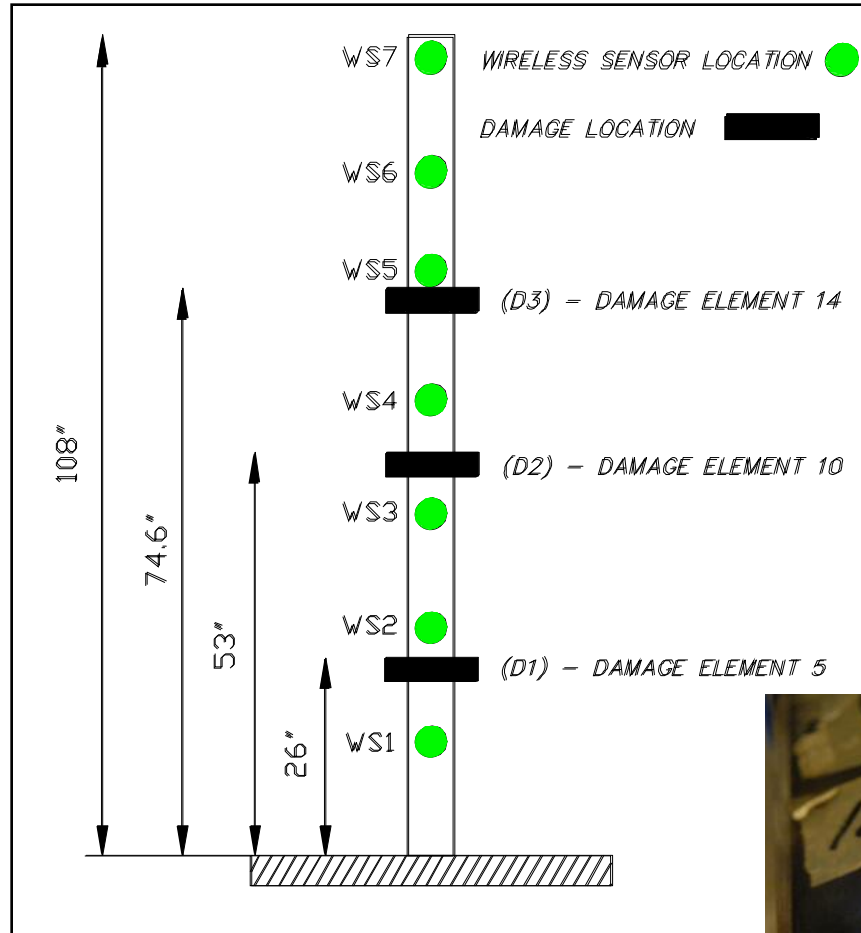 WS7 WIRELESS SENSOR LOCATION
DAMAGE LOCATION
WS6
WS5
(D3) - DAMAGE ELEMENT 14
WS4
108"
(D2) - DAMAGE ELEMENT 10
WS3
74.6"
WS2
53"
(D1) - DAMAGE ELEMENT 5
WS1
26"